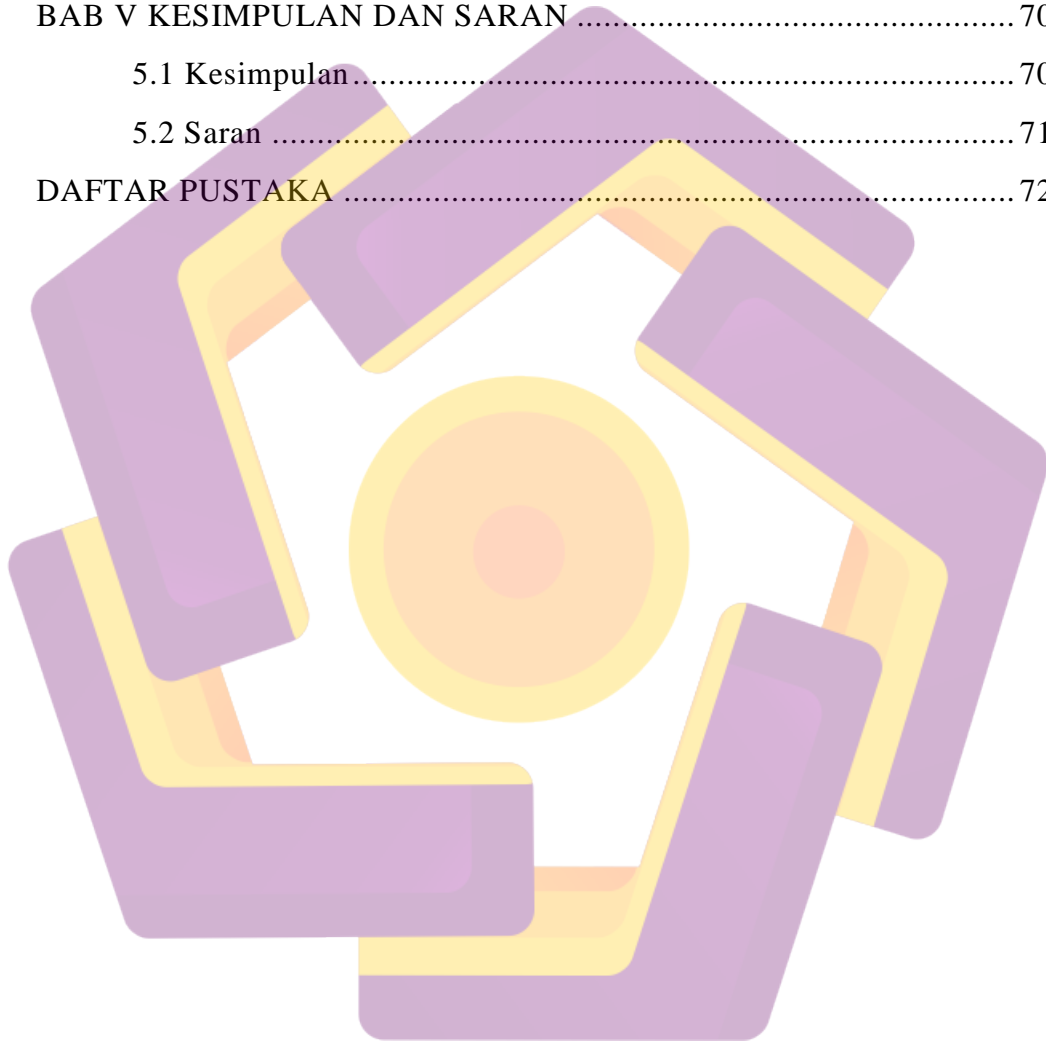 BAB V KESIMPULAN DAN SARAN ........................................... 70
5.1 Kesimpulan .................................................................. 70
5.2 Saran .......................................................................... 71
DAFTAR PUSTAKA ................................................................... 72